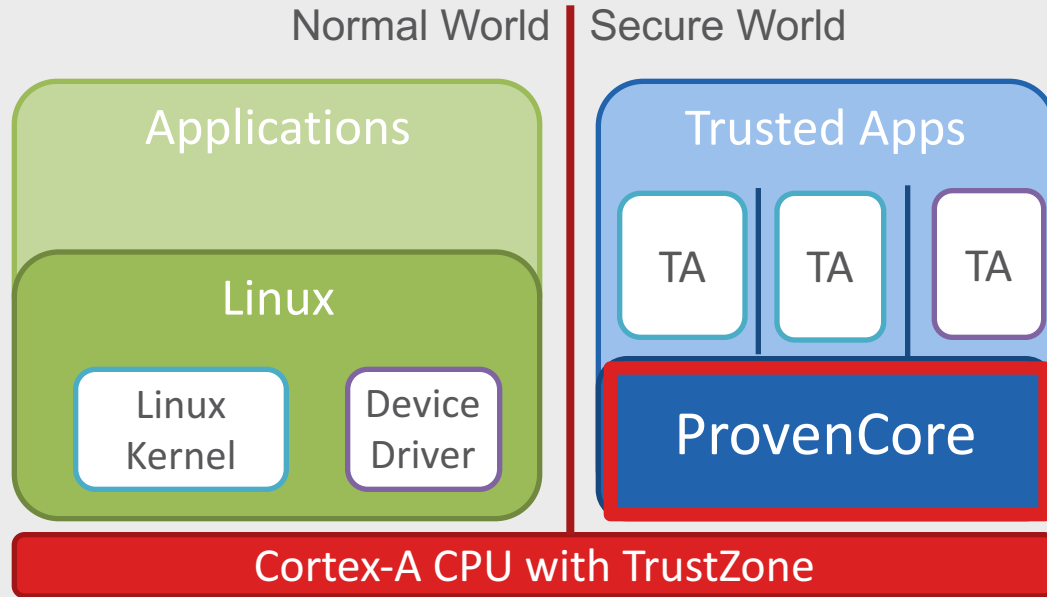 Normal World
Secure World
Applications
Linux
Linux
Kernel
Device
Driver
Trusted Apps
TA
TA
TA
ProvenCore
Cortex-A CPU with TrustZone